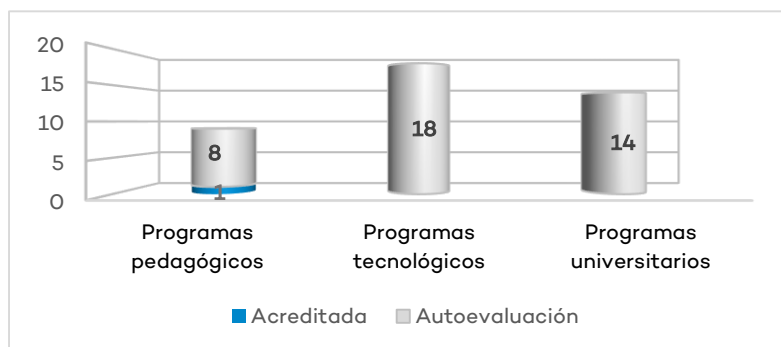 20
15
10
5
0
8
1
18
14
Programas
pedagógicos
Programas
tecnológicos
Programas
universitarios
Acreditada
Autoevaluación